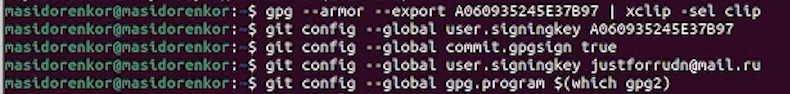 masidorenkor@masidorenkor:~$ gpg --armor --export A060935245E37B97 | xclip -sel clip
masidorenkor@masidorenkor:~$ git config --global user.signingkey A060935245E37B97
masidorenkor@masidorenkor:~$ git config --global commit.gpgsign true
masidorenkor@masidorenkor:~$ git config --global user.signingkey justforrudn@mail.ru
masidorenkor@masidorenkor:~$ git config --global gpg.program $(which gpg2)